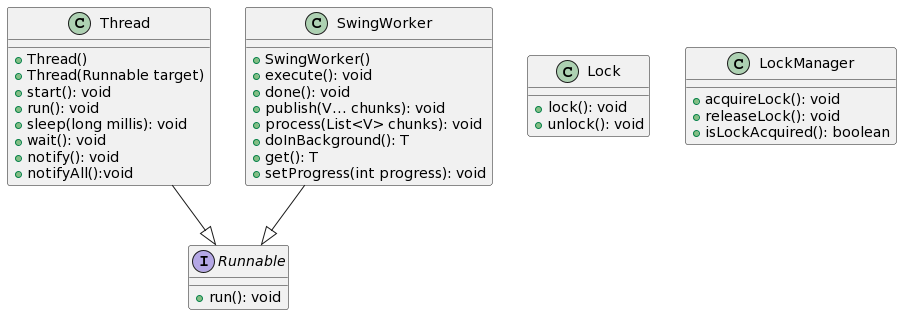 C Thread
Thread()
Thread(Runnable target)
start(): void
run(): void
sleep(long millis): void
wait(): void
notify(): void
notifyAll():void
C SwingWorker
SwingWorker()
execute(): void
done(): void
publish(V... chunks): void
process(List<V> chunks): void
doInBackground(): T
get(): T
setProgress(int progress): void
C Lock
lock(): void
unlock(): void
C LockManager
acquireLock(): void
releaseLock(): void
isLockAcquired(): boolean
I Runnable
run(): void